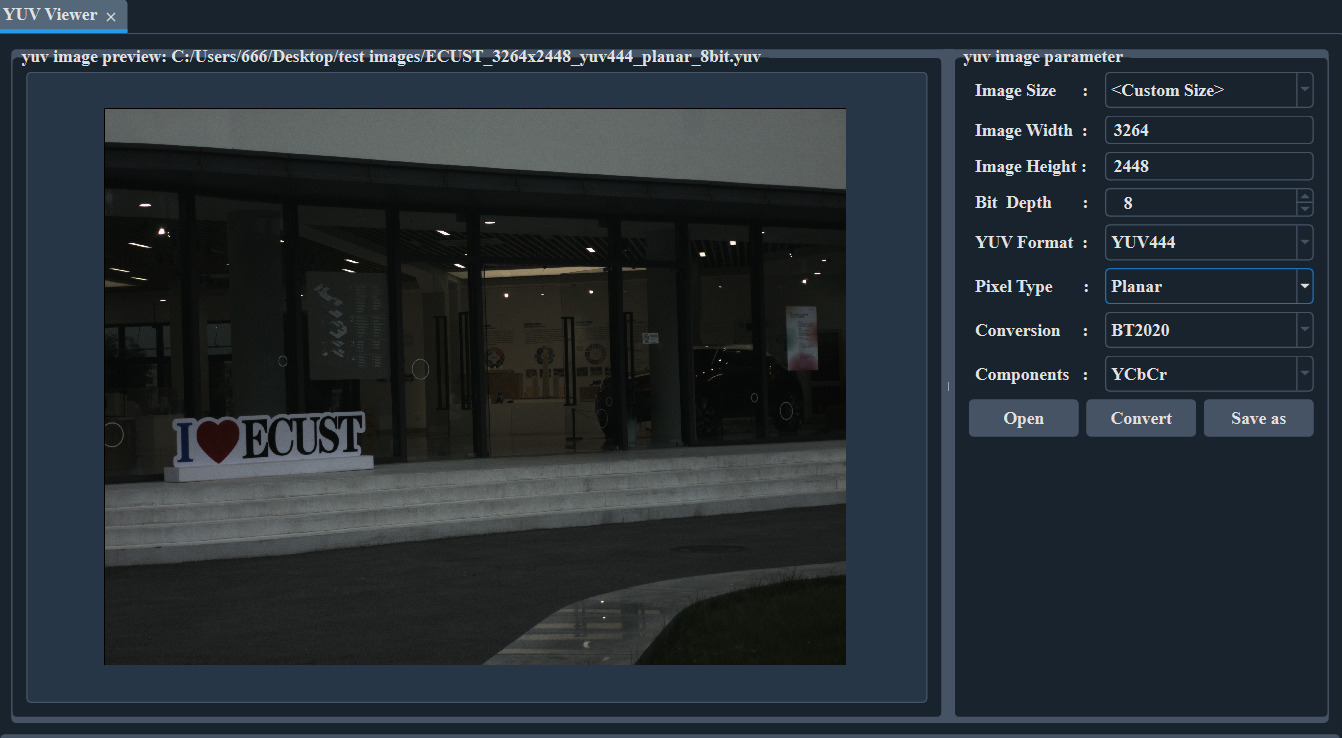 YUV Viewer ×
yuv image preview: C:/Users/666/Desktop/test images/ECUST_3264x2448_yuv444_planar_8bit.yuv
I ECUST
yuv image parameter
Image Size : <Custom Size>
Image Width : 3264
Image Height : 2448
Bit Depth : 8
YUV Format : YUV444
Pixel Type : Planar
Conversion : BT2020
Components : YCbCr
Open Convert Save as